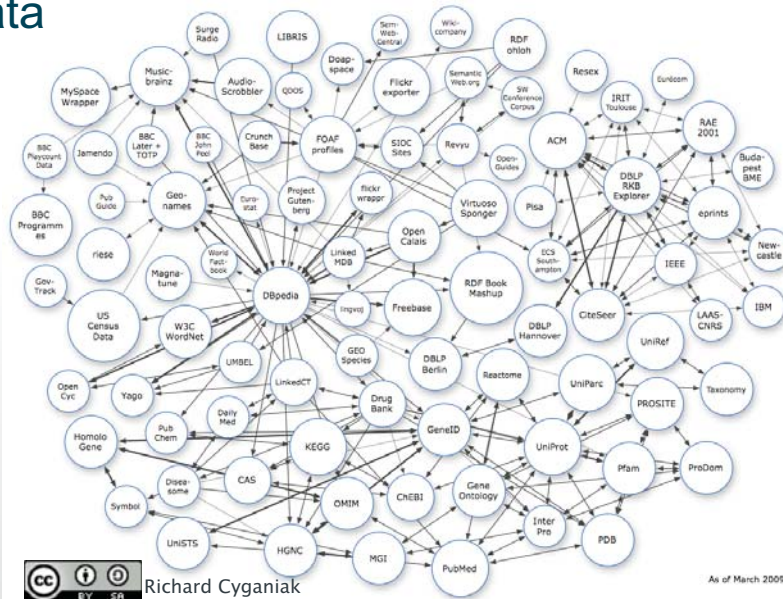 ata
Surge
Radio
LIBRIS
Sem-
Web-
Central
Wiki-
company
RDF
ohloh
Doap-
space
Music-
brainz
Audio-
Scrobbler
QDOS
Flickr
exporter
Semantic
Web.org
SW
Conference
Corpus
Resex
Eurécom
MySpace
Wrapper
IRIT
Toulouse
RAE
2001
ACM
BBC
Playcount
Data
Jamendo
BBC
Later +
TOTP
BBC
John
Peel
Crunch
Base
FOAF
profiles
SIOC
Sites
Revyu
Open-
Guides
DBLP
RKB
Explorer
Buda-
pest
BME
Pub
Guide
Geo-
names
Euro-
stat
Project
Guten-
berg
flickr
wrappr
Virtuoso
Sponger
Pisa
eprints
BBC
Programm
es
riese
World
Fact-
book
Linked
MDB
Open
Calais
ECS
South-
ampton
IEEE
New-
castle
Gov-
Track
Magna-
tune
DBpedia
lingvoj
Freebase
RDF Book
Mashup
CiteSeer
LAAS-
CNRS
IBM
US
Census
Data
W3C
WordNet
DBLP
Hannover
UMBEL
GEO
Species
DBLP
Berlin
UniRef
Open
Cyc
Yago
LinkedCT
Reactome
UniParc
Taxonomy
Drug
Bank
PROSITE
Daily
Med
Pub
Chem
Homolo
Gene
KEGG
GeneID
UniProt
Pfam
ProDom
Disea-
some
CAS
ChEBI
Gene
Ontology
Symbol
OMIM
Inter
Pro
UniSTS
HGNC
MGI
PubMed
PDB
cc
BY SA
Richard Cyganiak
As of March 2009